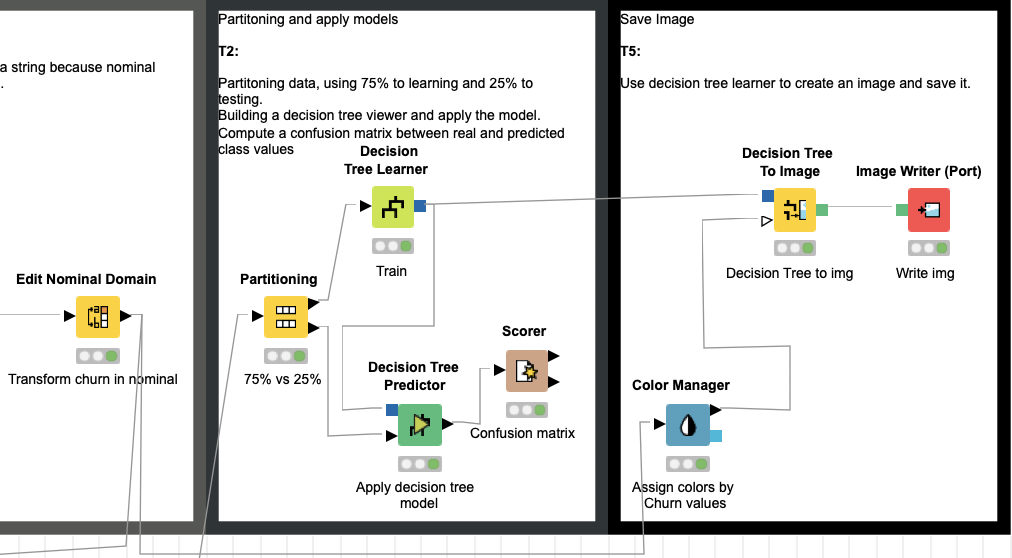 a string because nominal
.
Edit Nominal Domain
Transform churn in nominal
Partitoning and apply models
T2:
Partitoning data, using 75% to learning and 25% to
testing.
Building a decision tree viewer and apply the model.
Compute a confusion matrix between real and predicted
class values
Decision
Tree Learner
Train
Partitioning
75% vs 25%
Decision Tree
Predictor
Apply decision tree
model
Scorer
Confusion matrix
Save Image
T5:
Use decision tree learner to create an image and save it.
Decision Tree
To Image
Decision Tree to img
Image Writer (Port)
Write img
Color Manager
Assign colors by
Churn values